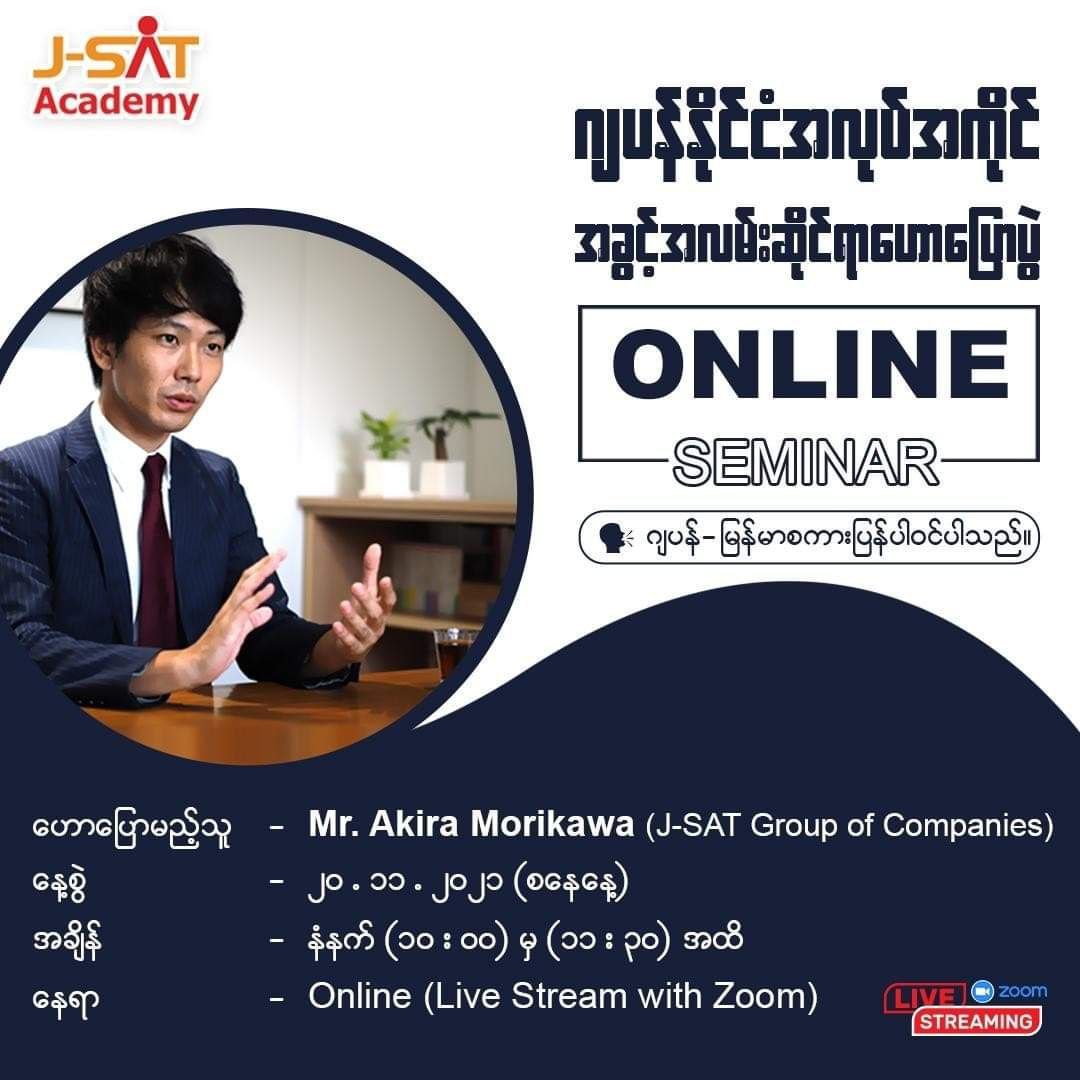 J-SAT
Academy
ဂျပန်နိုင်ငံအလုပ်အကိုင်
အခွင့်အလမ်းဆိုင်ရာဟောပြောပွဲ
ONLINE
SEMINAR
ဂျပန်-မြန်မာစကားပြန်ပါဝင်ပါသည်။
ဟောပြောမည့်သူ - Mr. Akira Morikawa (J-SAT Group of Companies)
နေ့စွဲ - ၂၀ . ၁၁ . ၂၀၂၁ (စနေနေ့)
အချိန် - နံနက် (၁၀ : ၀၀) မှ (၁၁ : ၃၀) အထိ
နေရာ - Online (Live Stream with Zoom)
LIVE zoom
STREAMING